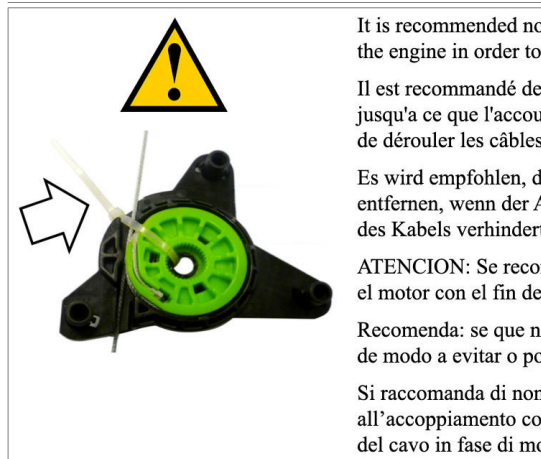 It is recommended no
the engine in order to
Il est recommandé de
jusqu'a ce que l'accou
de dérouler les câbles
Es wird empfohlen, d
entfernen, wenn der A
des Kabels verhindert
ATENCION: Se reco
el motor con el fin de
Recomenda: se que n
de modo a evitar o po
Si raccomanda di non
all’accoppiamento co
del cavo in fase di mo